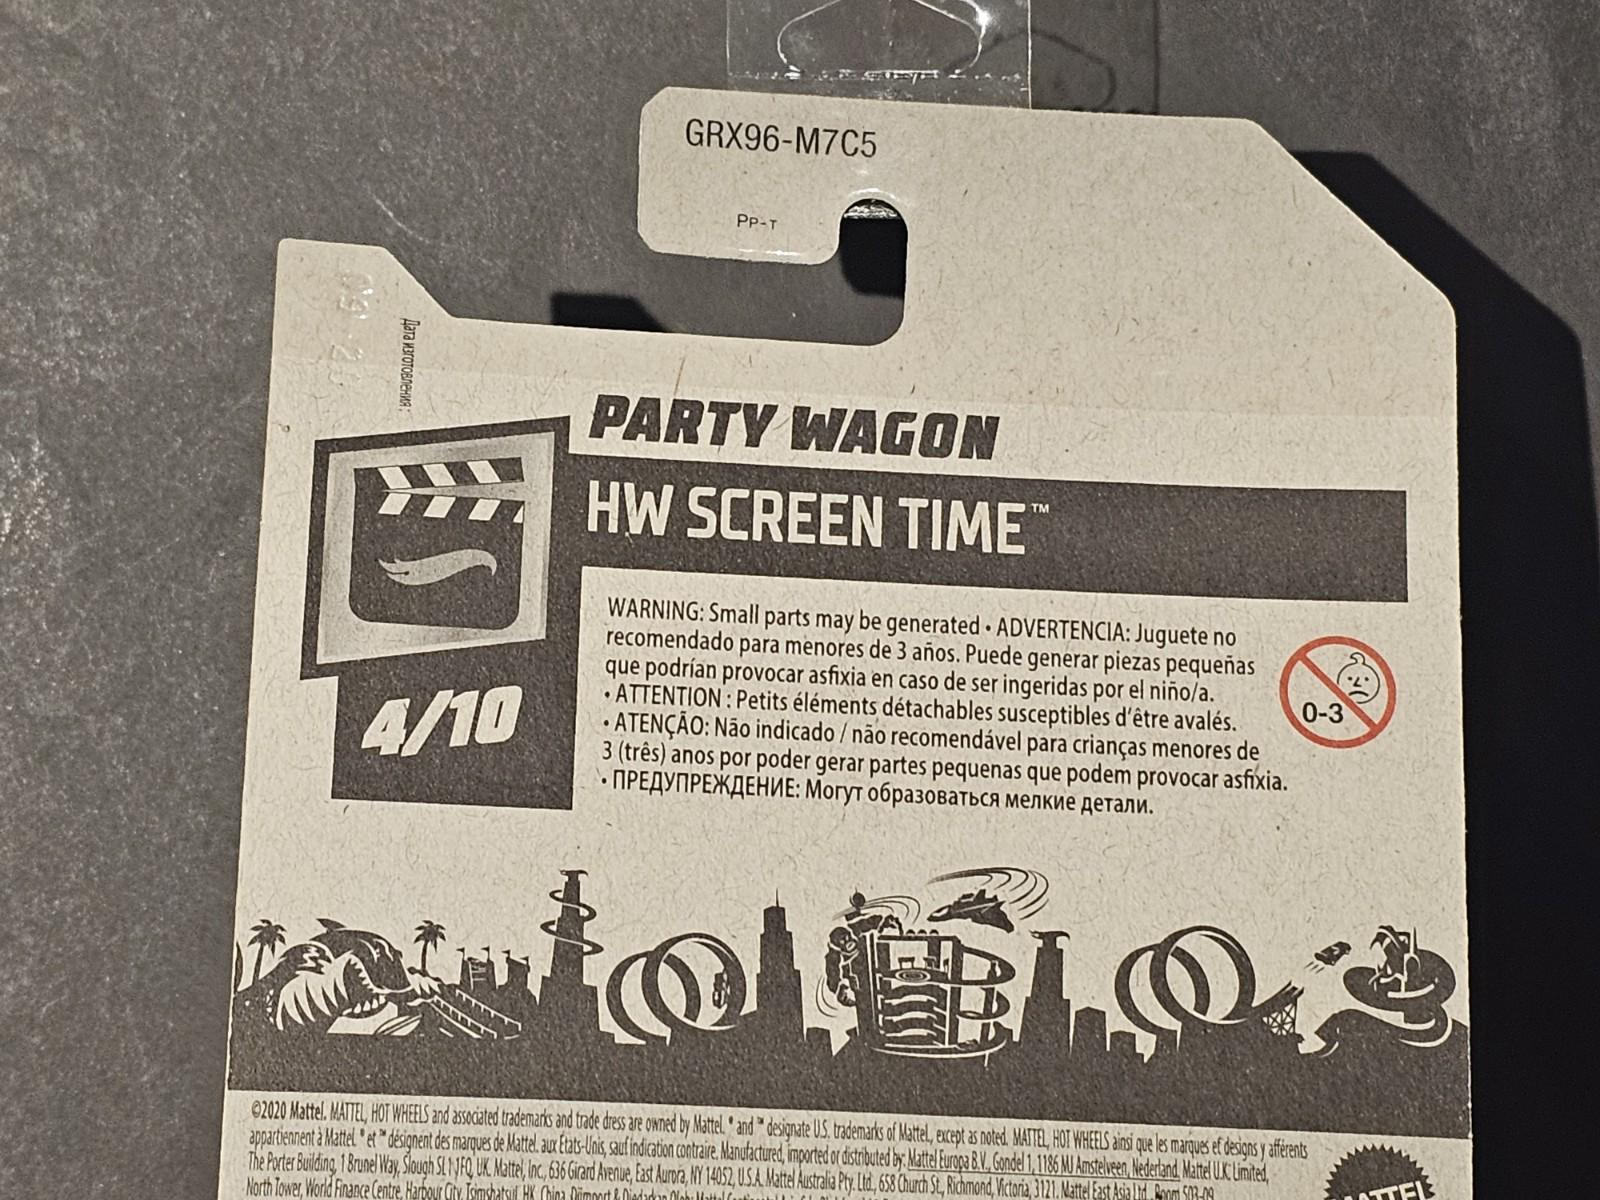 GRX96-M7C5
Pp-т
Дата изготовления:
PARTY WAGON
HW SCREEN TIME™
4/10
WARNING: Small parts may be generated • ADVERTENCIA: Juguete no
recomendado para menores de 3 años. Puede generar piezas pequeñas
que podrían provocar asfixia en caso de ser ingeridas por el niño/a.
• ATTENTION : Petits éléments détachables susceptibles d'être avalés.
• ATENÇÃO: Não indicado / não recomendável para crianças menores de
3 (três) anos por poder gerar partes pequenas que podem provocar asfixia.
• ПРЕДУПРЕЖДЕНИЕ: Могут образоваться мелкие детали.
0-3
©2020 Mattel. MATTEL, HOT WHEELS and associated trademarks and trade dress are owned by Mattel. ® and ™ designate U.S. trademarks of Mattel, except as noted. MATTEL, HOT WHEELS ainsi que les marques et designs y afférents
appartiennent à Mattel. ® et ™ désignent des marques de Mattel. aux États-Unis, sauf indication contraire. Manufactured, imported or distributed by: Mattel Europa B.V., Gondel 1, 1186 MJ Amstelveen, Nederland. Mattel U.K. Limited,
The Porter Building, 1 Brunel Way, Slough SL1 1FQ, UK. Mattel, Inc., 636 Girard Avenue, East Aurora, NY 14052, U.S.A. Mattel Australia Pty. Ltd., 658 Church St., Richmond, Victoria, 3121. Mattel East Asia Ltd., Room 503-09,
North Tower, World Finance Centre, Harbour City, Tsimshatsui, HK, China. Diimport & Diedarkan Oleh: Mattel
MATTEL